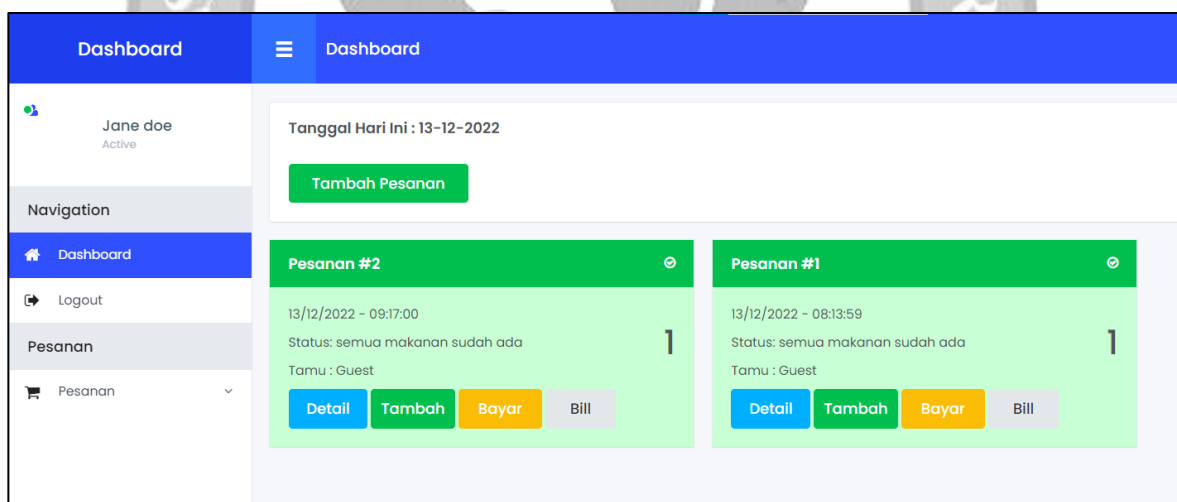 Dashboard
Dashboard
Jane doe
Active
Navigation
Dashboard
Logout
Pesanan
Pesanan
Tanggal Hari Ini : 13-12-2022
Tambah Pesanan
Pesanan #2
13/12/2022 - 09:17:00
Status: semua makanan sudah ada
Tamu : Guest
1
Detail Tambah Bayar Bill
Pesanan #1
13/12/2022 - 08:13:59
Status: semua makanan sudah ada
Tamu : Guest
1
Detail Tambah Bayar Bill